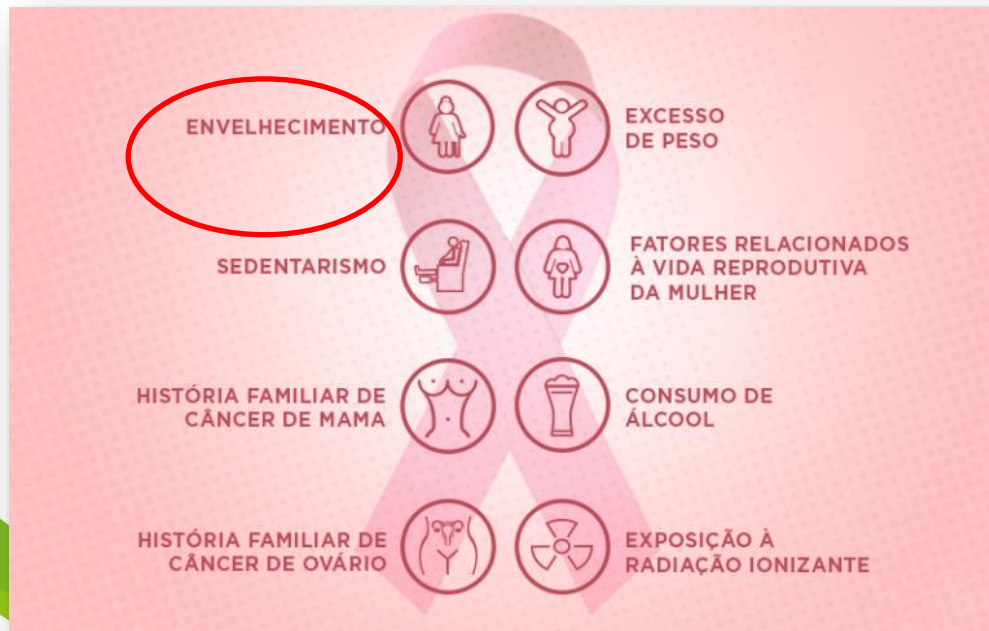 ENVELHECIMENTO
EXCESSO
DE PESO
SEDENTARISMO
FATORES RELACIONADOS
À VIDA REPRODUTIVA
DA MULHER
HISTÓRIA FAMILIAR DE
CÂNCER DE MAMA
CONSUMO DE
ÁLCOOL
HISTÓRIA FAMILIAR DE
CÂNCER DE OVÁRIO
EXPOSIÇÃO À
RADIAÇÃO IONIZANTE